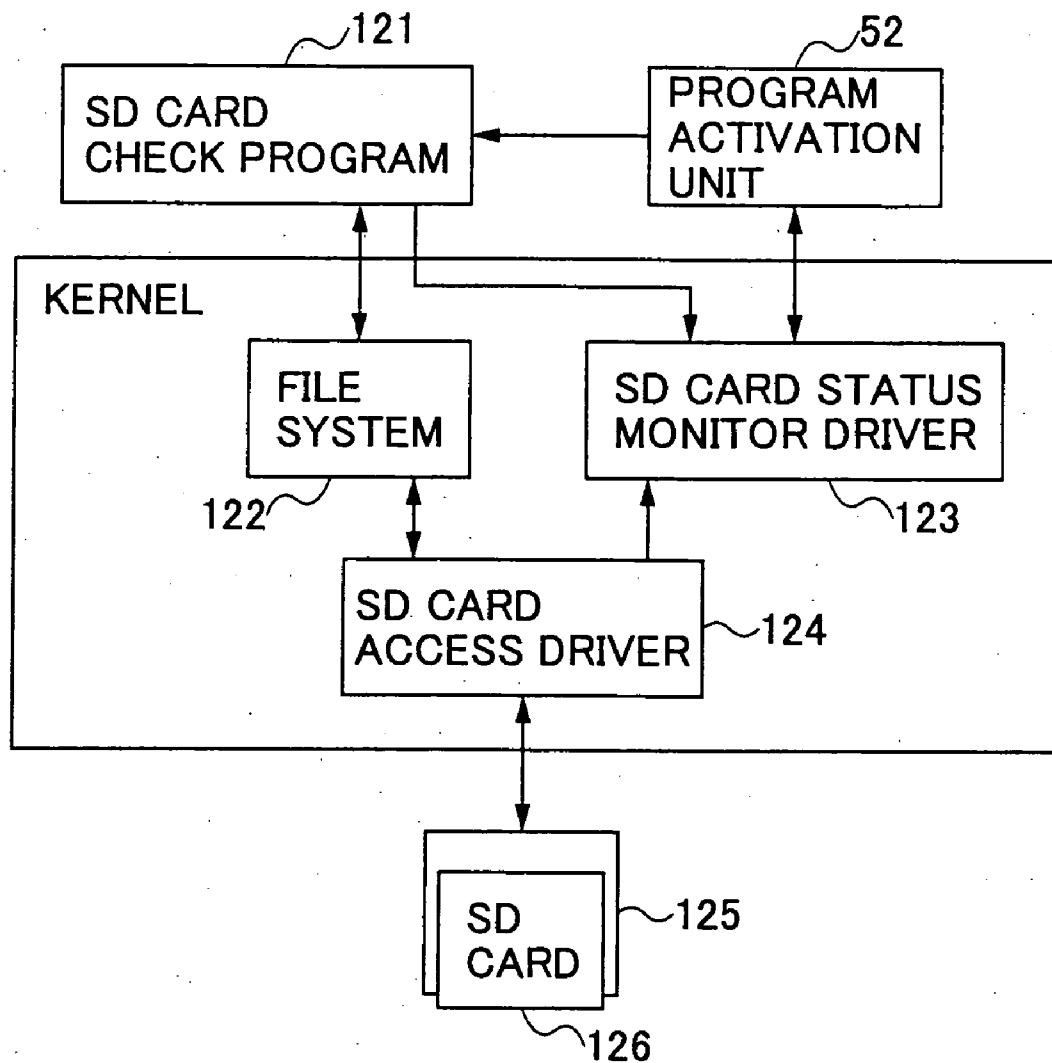 121
52
SD CARD
CHECK PROGRAM
PROGRAM
ACTIVATION
UNIT
KERNEL
FILE
SYSTEM
SD CARD STATUS
MONITOR DRIVER
122
123
SD CARD
ACCESS DRIVER
124
SD
CARD
125
126